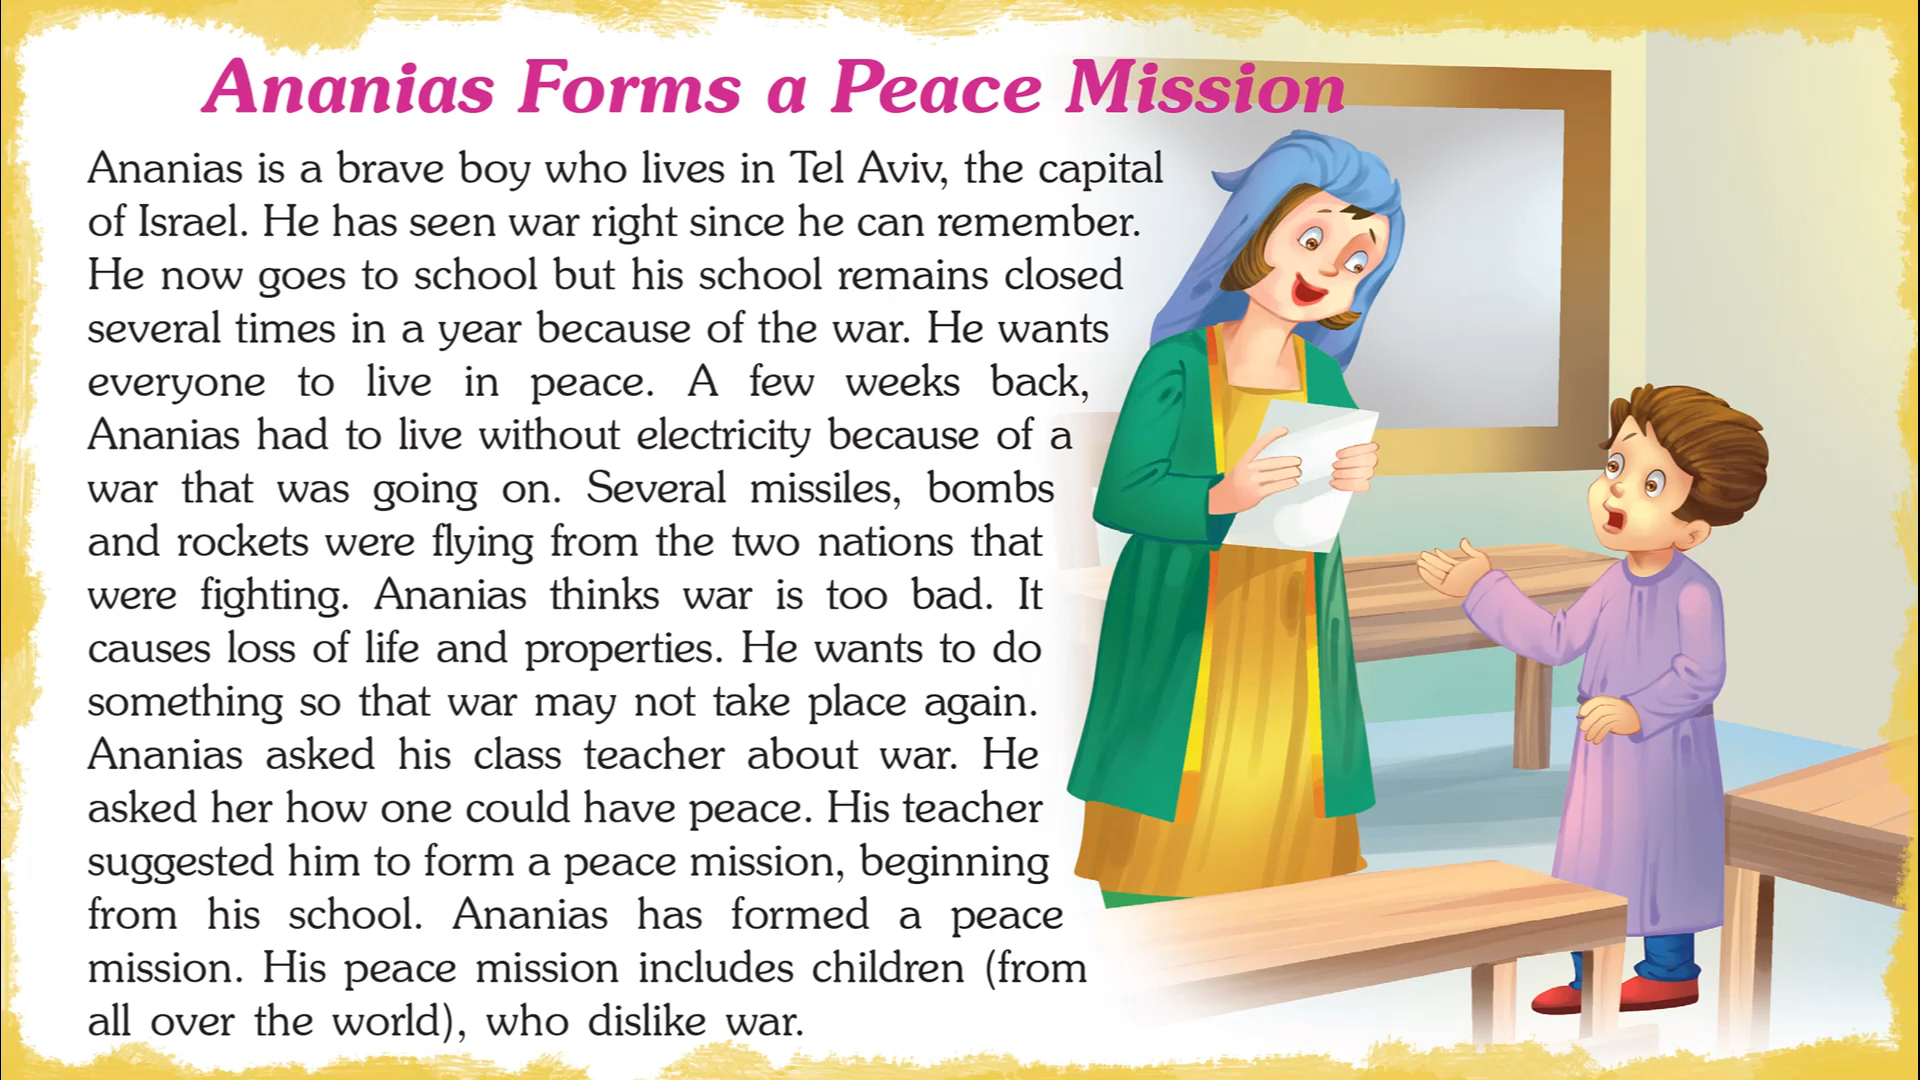 Ananias Forms a Peace Mission
Ananias is a brave boy who lives in Tel Aviv, the capital
of Israel. He has seen war right since he can remember.
He now goes to school but his school remains closed
several times in a year because of the war. He wants
everyone to live in peace. A few weeks back,
Ananias had to live without electricity because of a
war that was going on. Several missiles, bombs
and rockets were flying from the two nations that
were fighting. Ananias thinks war is too bad. It
causes loss of life and properties. He wants to do
something so that war may not take place again.
Ananias asked his class teacher about war. He
asked her how one could have peace. His teacher
suggested him to form a peace mission, beginning
from his school. Ananias has formed a peace
mission. His peace mission includes children (from
all over the world), who dislike war.